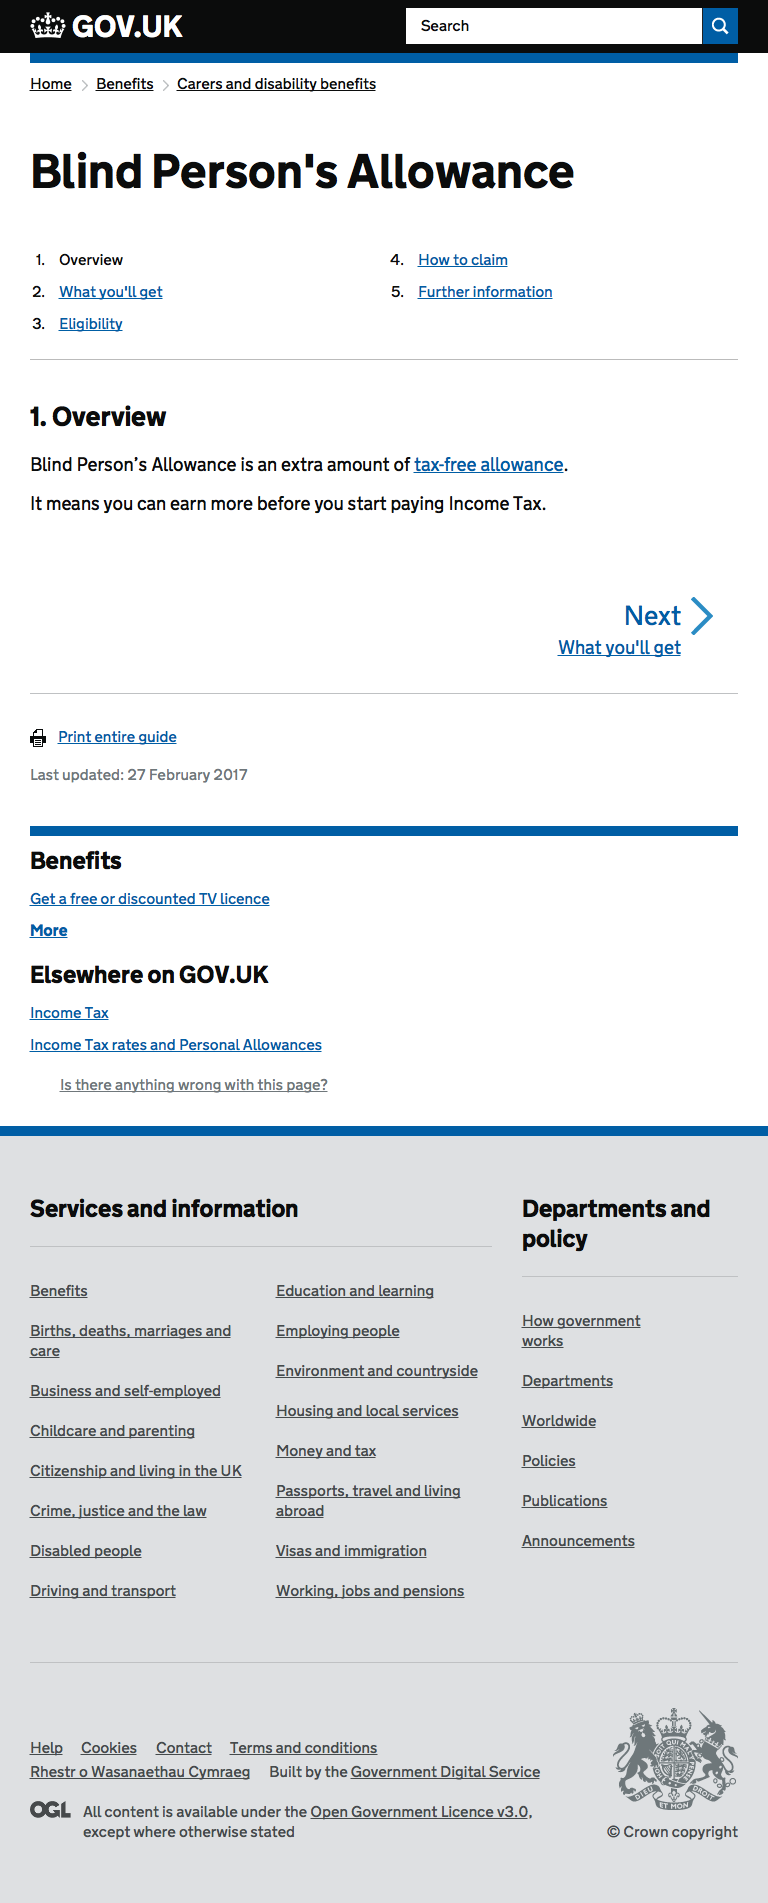 GOV.UK
Search
Home
Benefits
Carers and disability benefits
Blind Person's Allowance
1. Overview
2. What you'll get
3. Eligibility
4. How to claim
5. Further information
1. Overview
Blind Person’s Allowance is an extra amount of tax-free allowance.
It means you can earn more before you start paying Income Tax.
Next
What you'll get
Print entire guide
Last updated: 27 February 2017
Benefits
Get a free or discounted TV licence
More
Elsewhere on GOV.UK
Income Tax
Income Tax rates and Personal Allowances
Is there anything wrong with this page?
Services and information
Benefits
Births, deaths, marriages and
care
Business and self-employed
Childcare and parenting
Citizenship and living in the UK
Crime, justice and the law
Disabled people
Driving and transport
Education and learning
Employing people
Environment and countryside
Housing and local services
Money and tax
Passports, travel and living
abroad
Visas and immigration
Working, jobs and pensions
Departments and
policy
How government
works
Departments
Worldwide
Policies
Publications
Announcements
Help Cookies Contact Terms and conditions
Rhestr o Wasanaethau Cymraeg Built by the Government Digital Service
OGL
All content is available under the Open Government Licence v3.0,
except where otherwise stated
DIEU ET MON DROIT
© Crown copyright